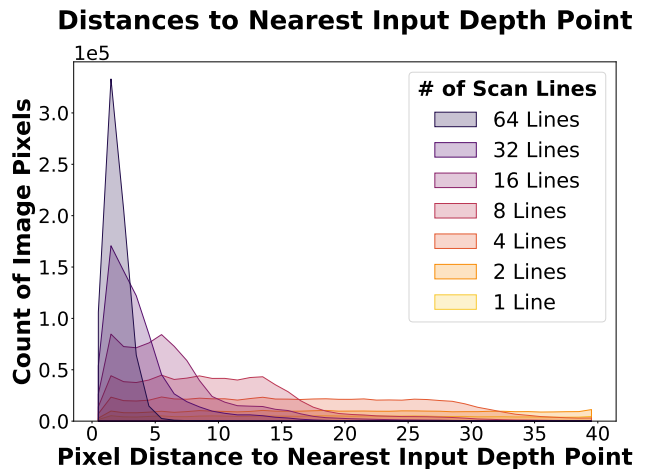 Distances to Nearest Input Depth Point
1e5
3.0
2.5
2.0
1.5
1.0
0.5
0.0
Count of Image Pixels
# of Scan Lines
64 Lines
32 Lines
16 Lines
8 Lines
4 Lines
2 Lines
1 Line
0 5 10 15 20 25 30 35 40
Pixel Distance to Nearest Input Depth Point